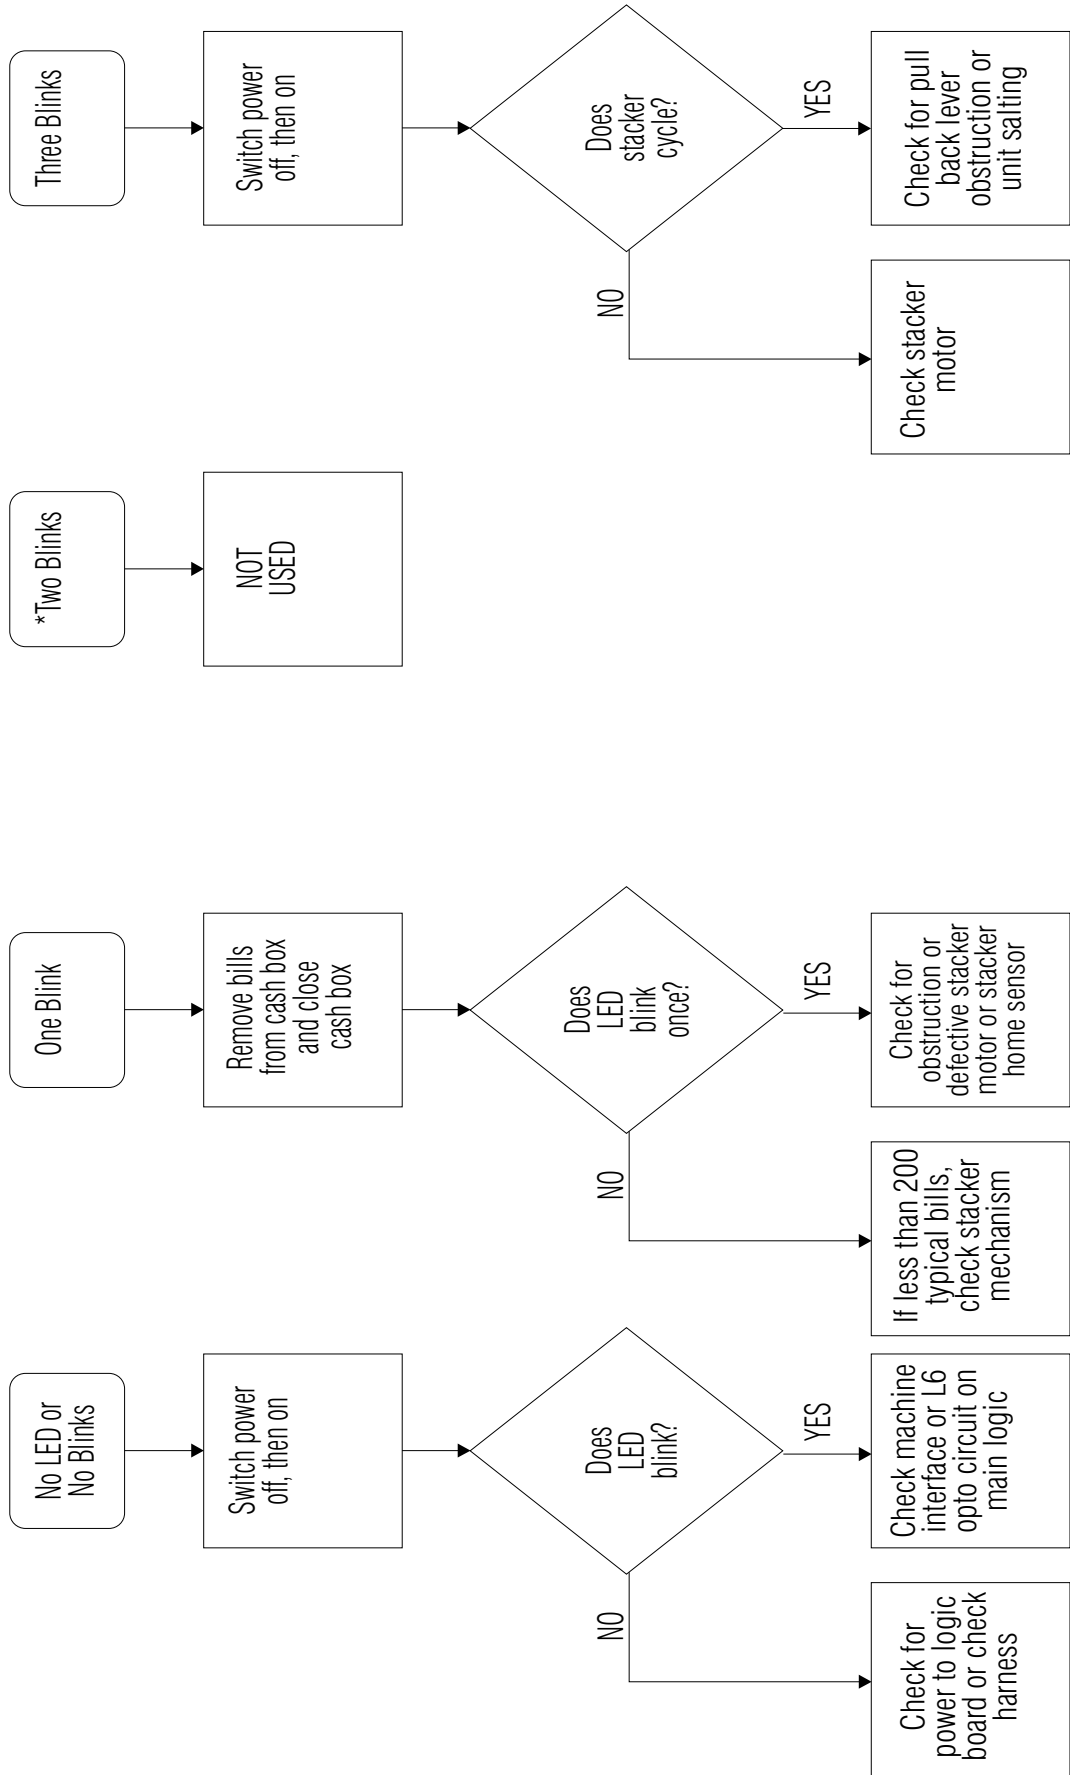 No LED or
No Blinks
Switch power
off, then on
Does
LED
blink?
NO
YES
Check for
power to logic
board or check
harness
Check machine
interface or L6
opto circuit on
main logic
One Blink
Remove bills
from cash box
and close
cash box
Does
LED
blink
once?
NO
YES
If less than 200
typical bills,
check stacker
mechanism
Check for
obstruction or
defective stacker
motor or stacker
home sensor
*Two Blinks
NOT
USED
Three Blinks
Switch power
off, then on
Does
stacker
cycle?
NO
YES
Check stacker
motor
Check for pull
back lever
obstruction or
unit salting